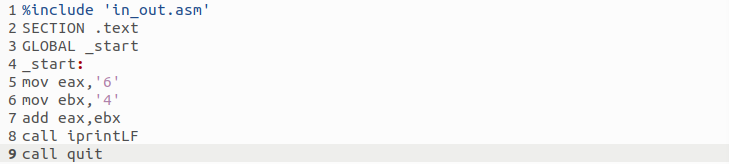 1 %include 'in_out.asm'
2 SECTION .text
3 GLOBAL _start
4 _start:
5 mov eax,'6'
6 mov ebx,'4'
7 add eax,ebx
8 call iprintLF
9 call quit